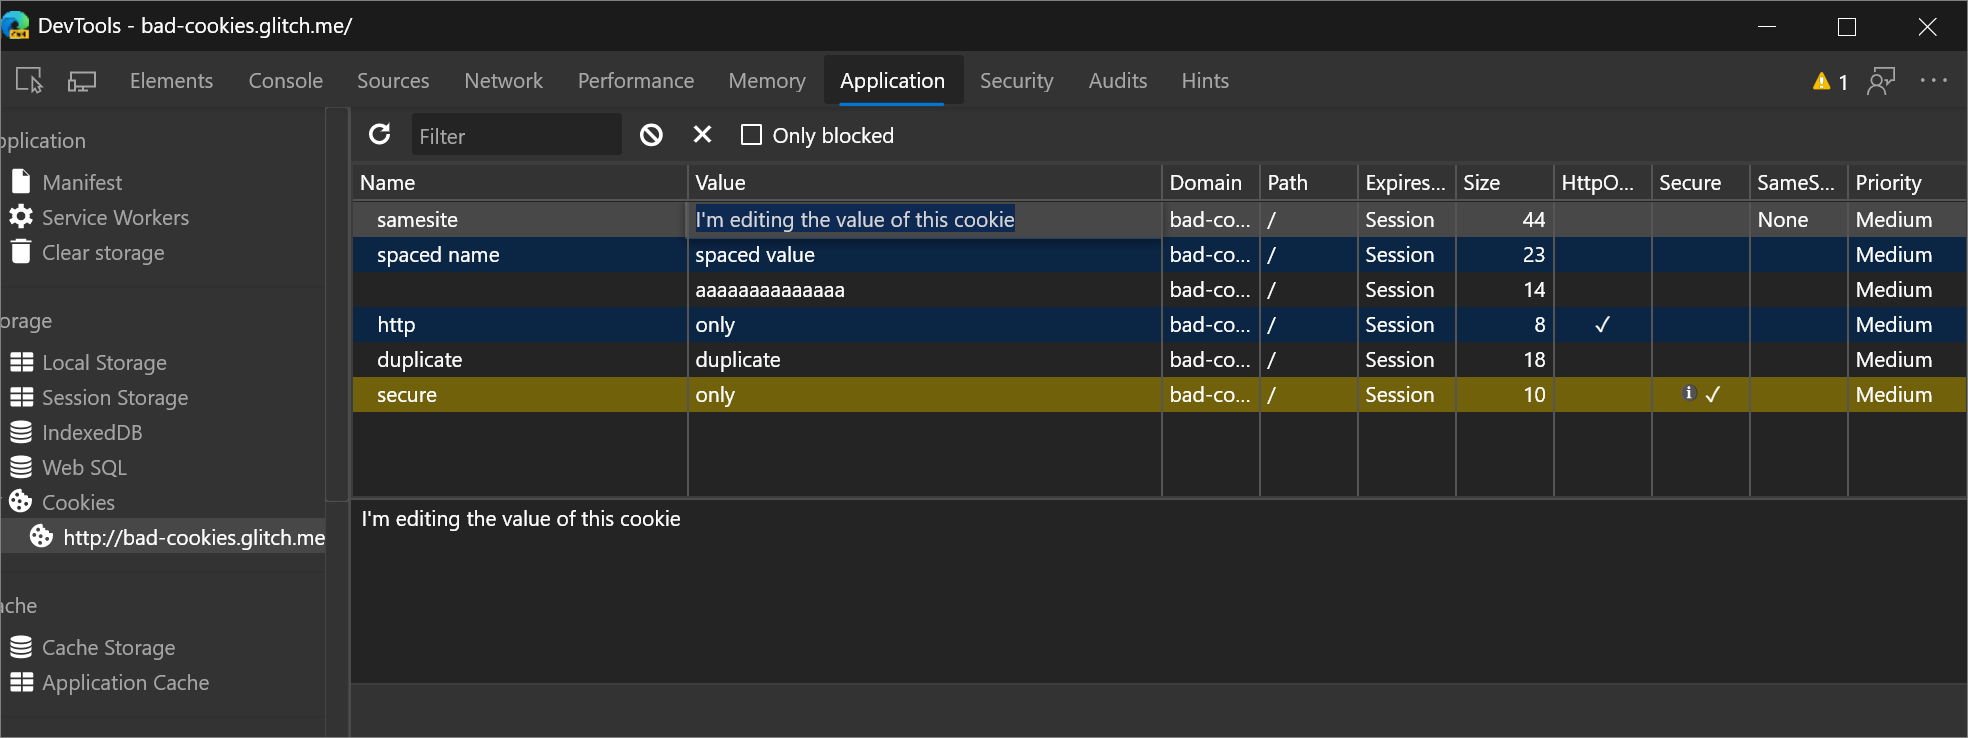 DevTools - bad-cookies.glitch.me/
Elements Console Sources Network Performance Memory Application Security Audits Hints 1
Filter Only blocked
pplication
Manifest
Service Workers
Clear storage
orage
Local Storage
Session Storage
IndexedDB
Web SQL
Cookies
http://bad-cookies.glitch.me
ache
Cache Storage
Application Cache
Name Value Domain Path Expires... Size HttpO... Secure SameS... Priority
samesite I'm editing the value of this cookie bad-co... / Session 44 None Medium
spaced name spaced value bad-co... / Session 23 Medium
aaaaaaaaaaaaaa bad-co... / Session 14 Medium
http only bad-co... / Session 8 ✓ Medium
duplicate duplicate bad-co... / Session 18 Medium
secure only bad-co... / Session 10 ✓ Medium
I'm editing the value of this cookie